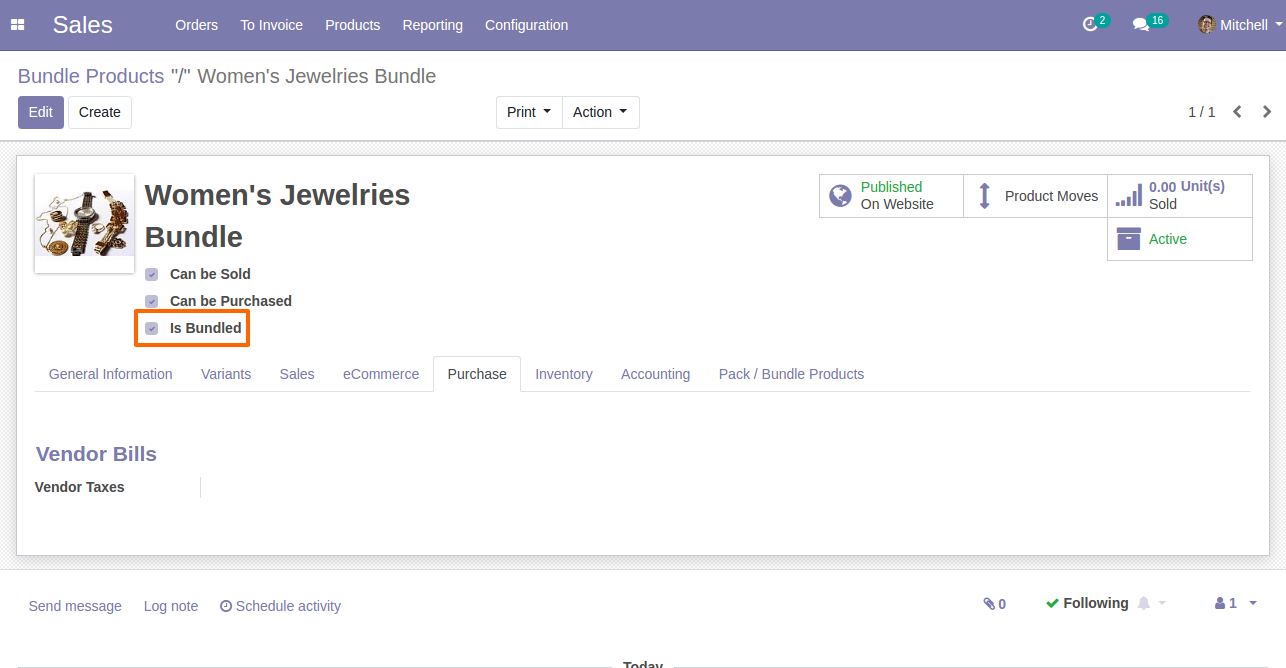 Sales Orders To Invoice Products Reporting Configuration 2 16 Mitchell
Bundle Products "/" Women's Jewelries Bundle
Edit Create Print Action 1 / 1
Women's Jewelries
Bundle
Published
On Website
Product Moves
0.00 Unit(s)
Sold
Active
Can be Sold
Can be Purchased
Is Bundled
General Information Variants Sales eCommerce Purchase Inventory Accounting Pack / Bundle Products
Vendor Bills
Vendor Taxes
Send message Log note Schedule activity 0 Following 1
Today